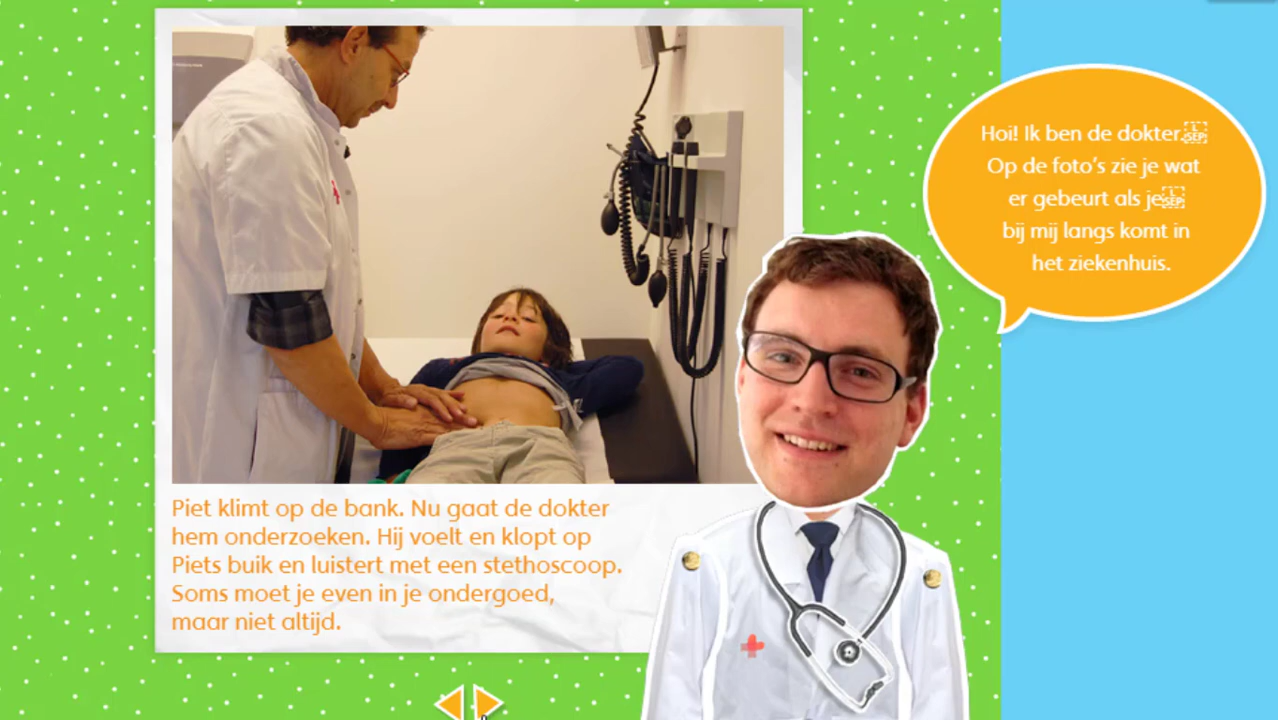 Hoi! Ik ben de dokter.
Op de foto's zie je wat
er gebeurt als je
bij mij langs komt in
het ziekenhuis.
Piet klimt op de bank. Nu gaat de dokter
hem onderzoeken. Hij voelt en klopt op
Piets buik en luistert met een stethoscoop.
Soms moet je even in je ondergoed,
maar niet altijd.